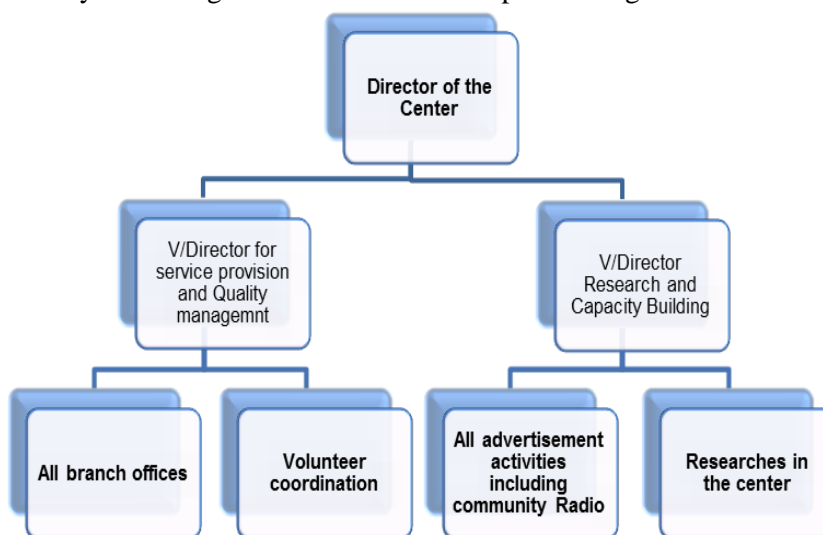 Director of the
Center
V/Director for
service provision
and Quality
managemnt
V/Director
Research and
Capacity Building
All branch offices
Volunteer
coordination
All advertisement
activities
including
community Radio
Researches in
the center